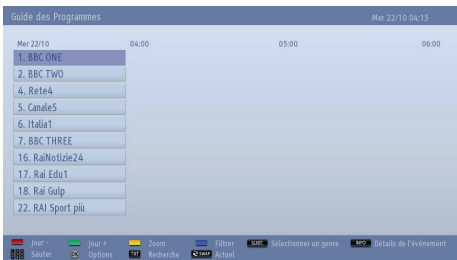 Guide des Programmes Mer 22/10 04:13
Mer 22/10 04:00 05:00 06:00
1. BBC ONE
2. BBC TWO
4. Rete4
5. Canale5
6. Italia1
7. BBC THREE
16. RaiNotizie24
17. Rai Edu1
18. Rai Gulp
22. RAI Sport più
Jour - Jour + Zoom Filtrer SUBT. Sélectionner un genre INFO Détails de l'événement
Sauter OK Options TXT Recherche SWAP Actuel